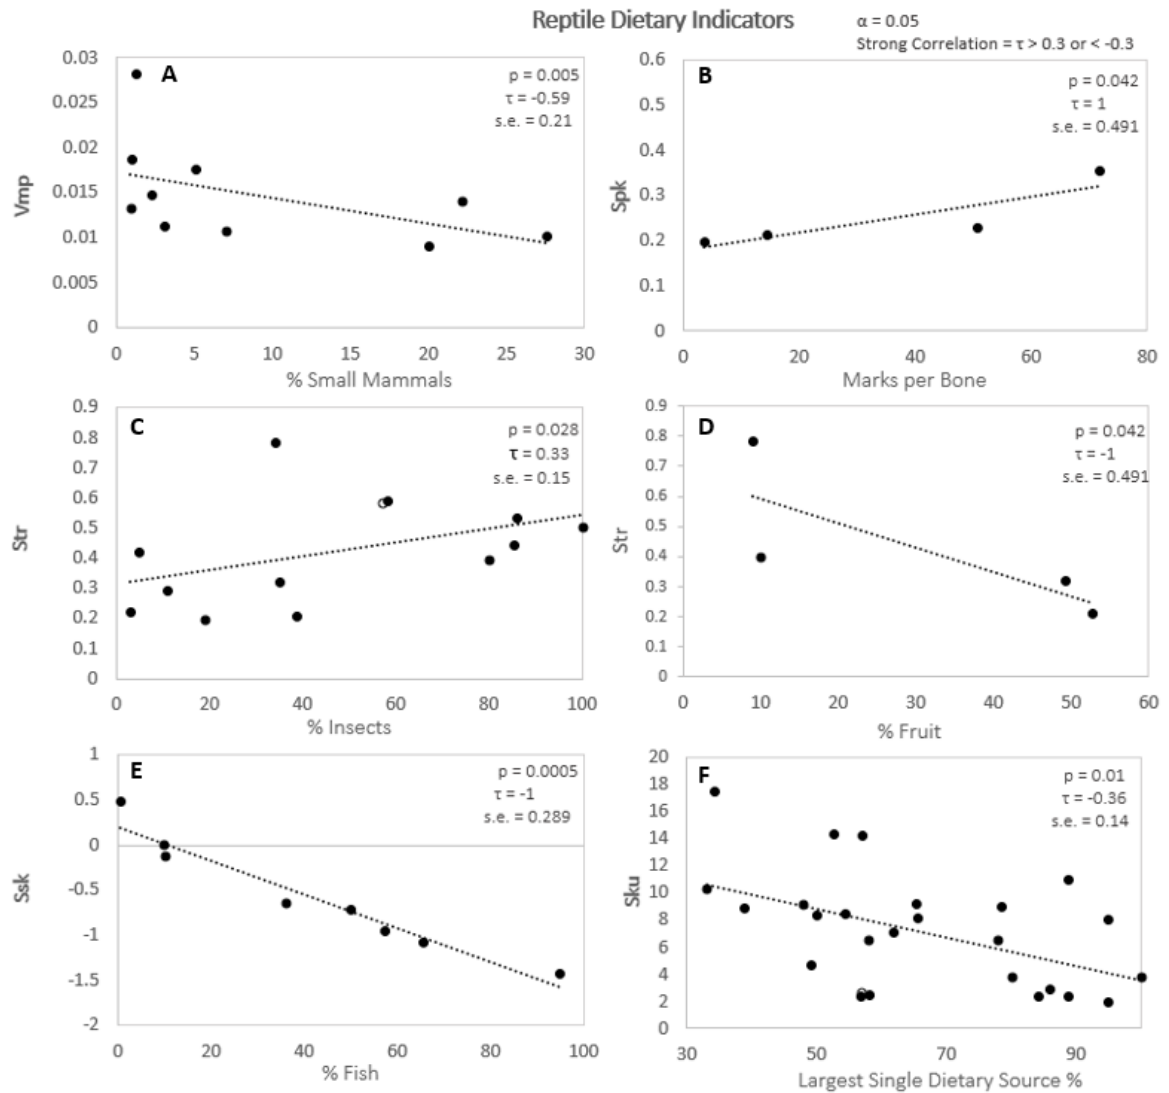 Reptile Dietary Indicators
α = 0.05
Strong Correlation = τ > 0.3 or < -0.3
A
p = 0.005
τ = -0.59
s.e. = 0.21
Vmp
0.03
0.025
0.02
0.015
0.01
0.005
0
0 5 10 15 20 25 30
% Small Mammals
B
p = 0.042
τ = 1
s.e. = 0.491
Spk
0.6
0.5
0.4
0.3
0.2
0.1
0
0 20 40 60 80
Marks per Bone
C
p = 0.028
τ = 0.33
s.e. = 0.15
Str
0.9
0.8
0.7
0.6
0.5
0.4
0.3
0.2
0.1
0
0 20 40 60 80 100
% Insects
D
p = 0.042
τ = -1
s.e. = 0.491
Str
0.9
0.8
0.7
0.6
0.5
0.4
0.3
0.2
0.1
0
0 10 20 30 40 50 60
% Fruit
E
p = 0.0005
τ = -1
s.e. = 0.289
Ssk
1
0.5
0
-0.5
-1
-1.5
-2
0 20 40 60 80 100
% Fish
F
p = 0.01
τ = -0.36
s.e. = 0.14
Sku
20
18
16
14
12
10
8
6
4
2
0
30 50 70 90
Largest Single Dietary Source %